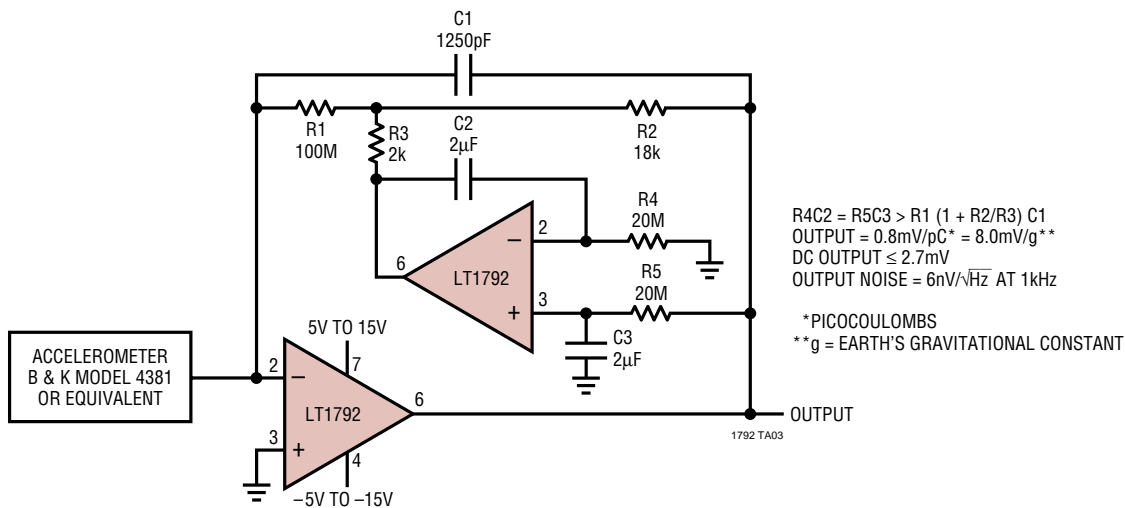 C1
1250pF
R1
100M
R3
2k
C2
2µF
R2
18k
R4
20M
2
–
6
LT1792
R5
20M
+
3
C3
2µF
R4C2 = R5C3 > R1 (1 + R2/R3) C1
OUTPUT = 0.8mV/pC* = 8.0mV/g**
DC OUTPUT ≤ 2.7mV
OUTPUT NOISE = 6nV/√Hz AT 1kHz
*PICOCOULOMBS
**g = EARTH'S GRAVITATIONAL CONSTANT
ACCELEROMETER
B & K MODEL 4381
OR EQUIVALENT
5V TO 15V
2
–
7
LT1792
6
3
+
4
–5V TO –15V
OUTPUT
1792 TA03